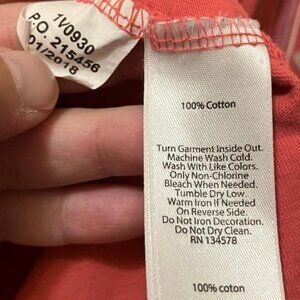 TV0930
P.O. 215456
01/2018
100% Cotton
Turn Garment Inside Out.
Machine Wash Cold.
Wash With Like Colors.
Only Non-Chlorine
Bleach When Needed.
Tumble Dry Low.
Warm Iron If Needed
On Reverse Side.
Do Not Iron Decoration.
Do Not Dry Clean.
RN 134578
100% coton